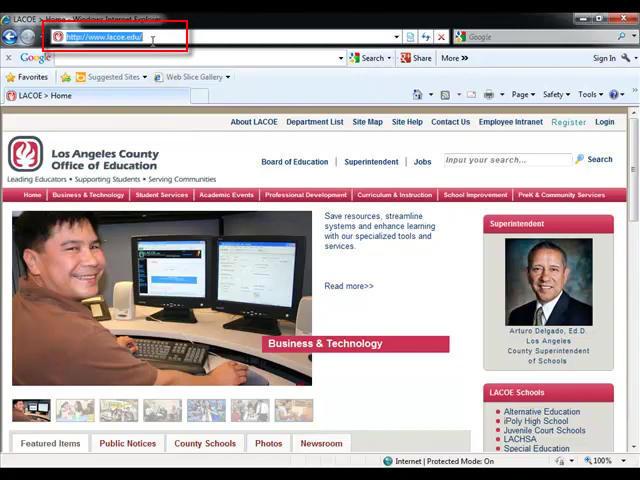 LACOE > Home - Windows Internet Explorer
http://www.lacoe.edu/
Google
Google
Search
Share
More »
Sign In
Favorites
Suggested Sites
Web Slice Gallery
LACOE > Home
Page
Safety
Tools
About LACOE Department List Site Map Site Help Contact Us Employee Intranet Register Login
Los Angeles County
Office of Education
Leading Educators • Supporting Students • Serving Communities
Board of Education Superintendent Jobs
Input your search...
Search
Home Business & Technology Student Services Academic Events Professional Development Curriculum & Instruction School Improvement PreK & Community Services
Save resources, streamline
systems and enhance learning
with our specialized tools and
services.
Read more>>
Business & Technology
Superintendent
Arturo Delgado, Ed.D.
Los Angeles
County Superintendent
of Schools
LACOE Schools
Alternative Education
iPoly High School
Juvenile Court Schools
LACHSA
Special Education
Featured Items Public Notices County Schools Photos Newsroom
Internet | Protected Mode: On
100%